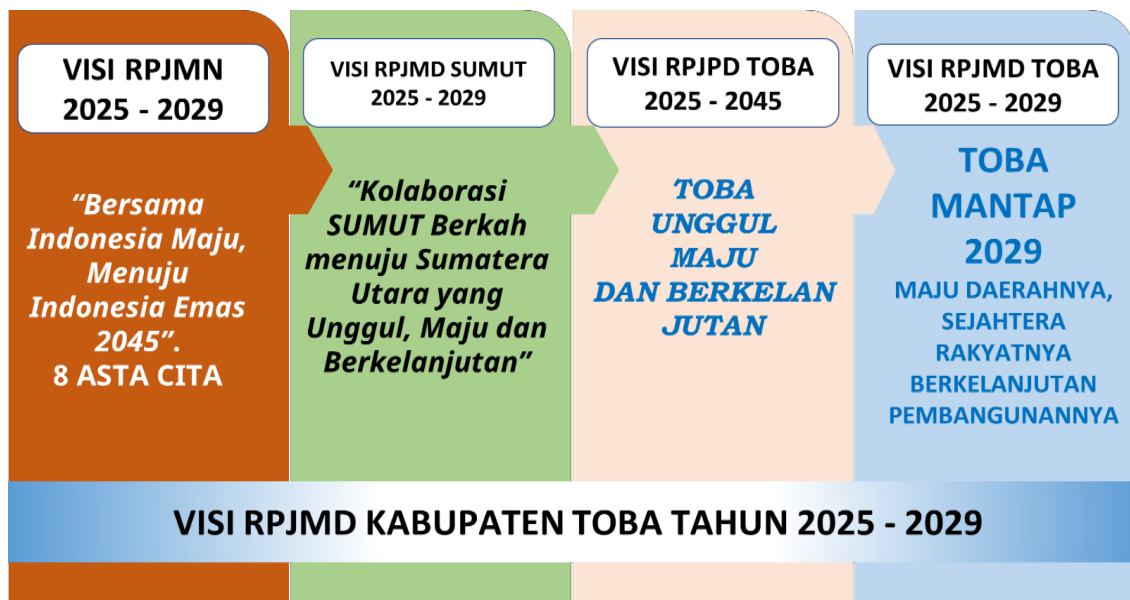 VISI RPJMN
2025 - 2029
“Bersama
Indonesia Maju,
Menuju
Indonesia Emas
2045”.
8 ASTA CITA
VISI RPJMD SUMUT
2025 - 2029
“Kolaborasi
SUMUT Berkah
menuju Sumatera
Utara yang
Unggul, Maju dan
Berkelanjutan”
VISI RPJPD TOBA
2025 - 2045
TOBA
UNGGUL
MAJU
DAN BERKELAN
JUTAN
VISI RPJMD TOBA
2025 - 2029
TOBA
MANTAP
2029
MAJU DAERAHNYA,
SEJAHTERA
RAKYATNYA
BERKELANJUTAN
PEMBANGUNANNYA
VISI RPJMD KABUPATEN TOBA TAHUN 2025 - 2029